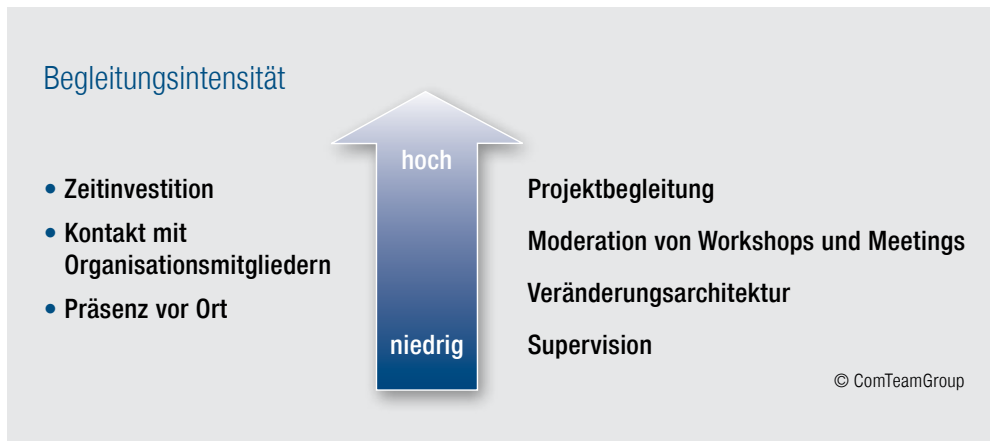 Begleitungsintensität
hoch
niedrig
• Zeitinvestition
• Kontakt mit
Organisationsmitgliedern
• Präsenz vor Ort
Projektbegleitung
Moderation von Workshops und Meetings
Veränderungsarchitektur
Supervision
© ComTeamGroup